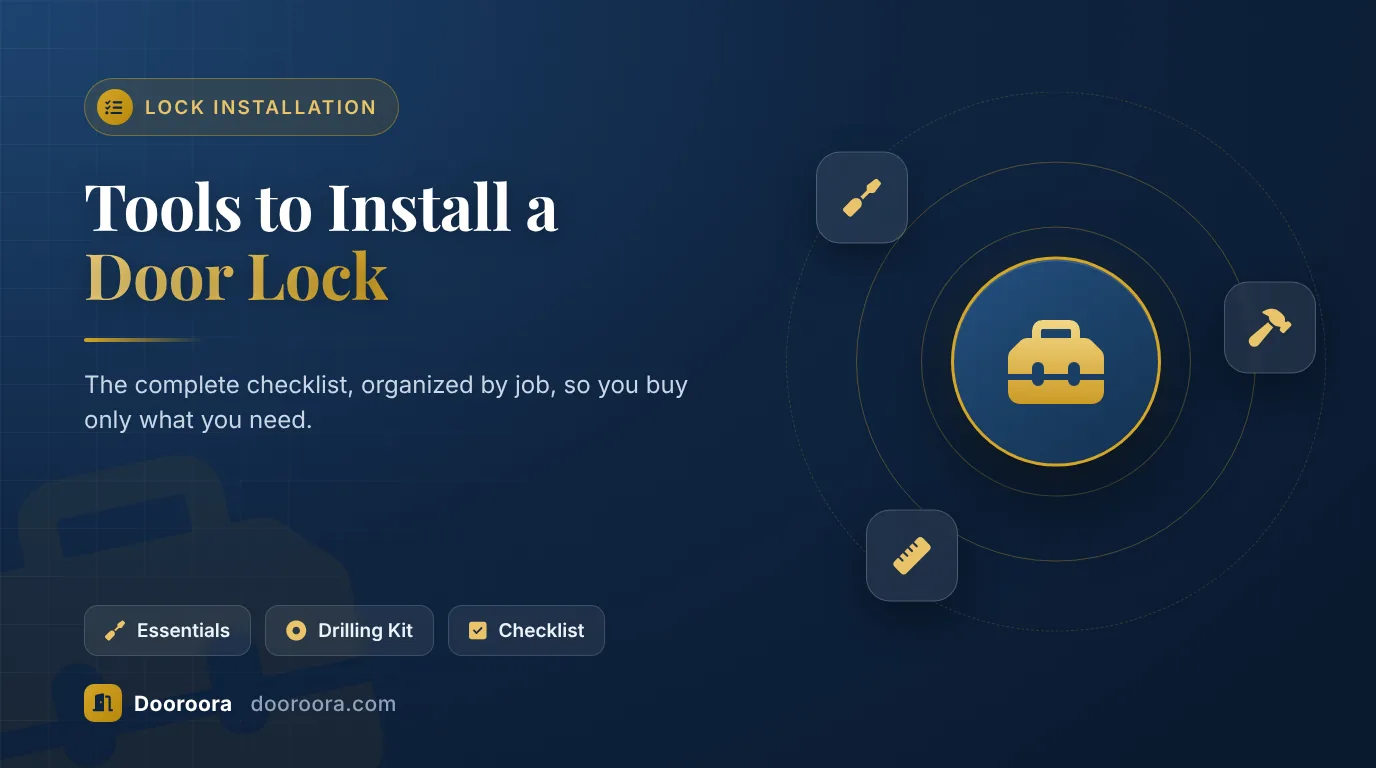 LOCK INSTALLATION
Tools to Install a
Door Lock
The complete checklist, organized by job, so you buy
only what you need.
Essentials
Drilling Kit
Checklist
Dooroora dooroora.com